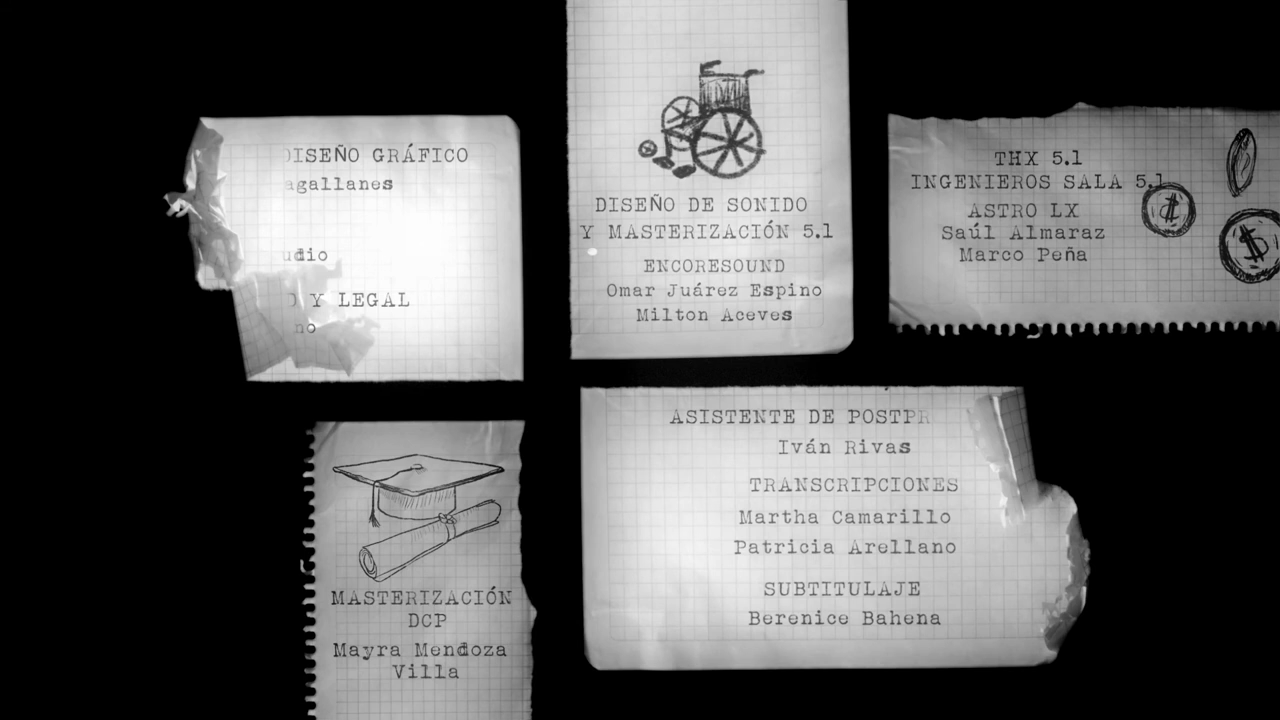 DISEÑO GRÁFICO
agallanes
udio
Y LEGAL
no
DISEÑO DE SONIDO
Y MASTERIZACIÓN 5.1
ENCORESOUND
Omar Juárez Espino
Milton Aceves
THX 5.1
INGENIEROS SALA 5.1
ASTRO LX
Saúl Almaraz
Marco Peña
MASTERIZACIÓN
DCP
Mayra Mendoza
Villa
ASISTENTE DE POSTPR
Iván Rivas
TRANSCRIPCIONES
Martha Camarillo
Patricia Arellano
SUBTITULAJE
Berenice Bahena